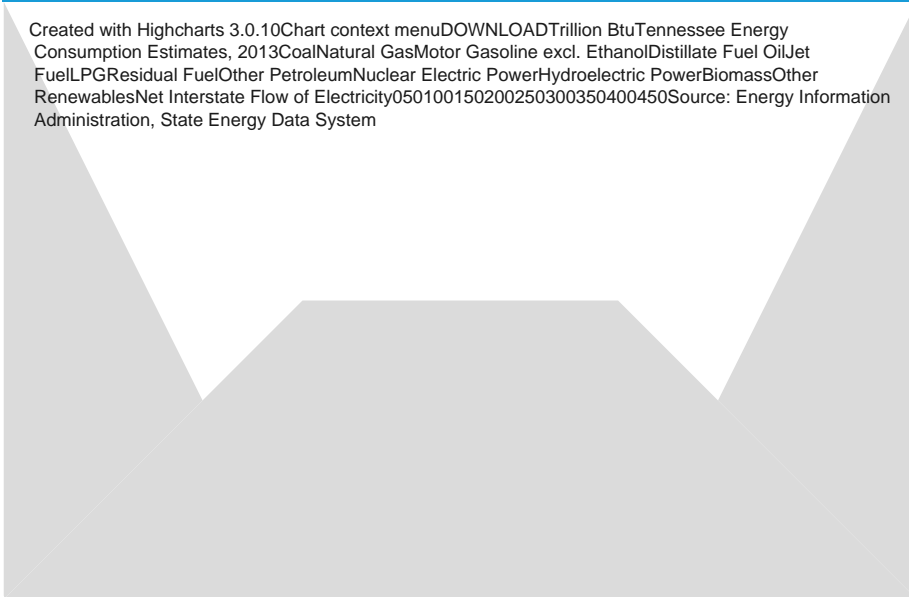 Created with Highcharts 3.0.10Chart context menuDOWNLOADTrillion BtuTennessee Energy
Consumption Estimates, 2013CoalNatural GasMotor Gasoline excl. EthanolDistillate Fuel OilJet
FuelLPGResidual FuelOther PetroleumNuclear Electric PowerHydroelectric PowerBiomassOther
RenewablesNet Interstate Flow of Electricity050100150200250300350400450Source: Energy Information
Administration, State Energy Data System